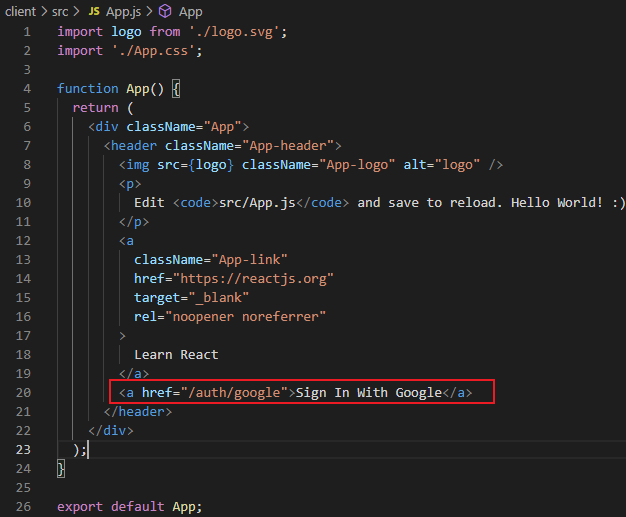 client > src > JS App.js > App
1 import logo from './logo.svg';
2 import './App.css';
3
4 function App() {
5   return (
6     <div className="App">
7       <header className="App-header">
8         <img src={logo} className="App-logo" alt="logo" />
9         <p>
10           Edit <code>src/App.js</code> and save to reload. Hello World! :)
11         </p>
12         <a
13           className="App-link"
14           href="https://reactjs.org"
15           target="_blank"
16           rel="noopener noreferrer"
17         >
18           Learn React
19         </a>
20         <a href="/auth/google">Sign In With Google</a>
21       </header>
22     </div>
23   );
24 }
25
26 export default App;